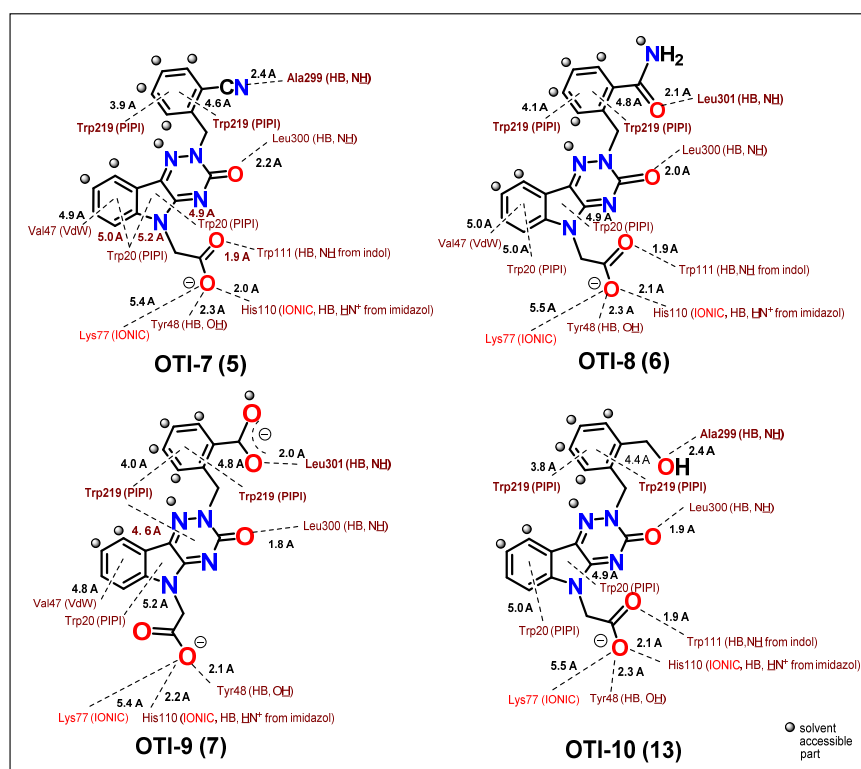 2.4 A
CN
Ala299 (HB, NH)
3.9 A
4.6 A
Trp219 (PIPI)
Trp219 (PIPI)
Leu300 (HB, NH)
2.2 A
N
N
O
N
N
4.9 A
4.9 A
Val47 (VdW)
5.0 A
5.2 A
Trp20 (PIPI)
Trp20 (PIPI)
O
1.9 A
Trp111 (HB, NH from indol)
O
⊖
2.0 A
5.4 A
2.3 A
His110 (IONIC, HB, HN+ from imidazol)
Tyr48 (HB, OH)
Lys77 (IONIC)
OTI-7 (5)
NH2
2.1 A
O
Leu301 (HB, NH)
4.1 A
4.8 A
Trp219 (PIPI)
Trp219 (PIPI)
Leu300 (HB, NH)
2.0 A
N
N
O
N
N
5.0 A
4.9 A
Val47 (VdW)
Trp20 (PIPI)
5.0 A
Trp20 (PIPI)
O
1.9 A
Trp111 (HB,NH from indol)
O
⊖
2.1 A
5.5 A
2.3 A
His110 (IONIC, HB, HN+ from imidazol)
Tyr48 (HB, OH)
Lys77 (IONIC)
OTI-8 (6)
O
⊖
2.0 A
4.0 A
4.8 A
O
Leu301 (HB, NH)
Trp219 (PIPI)
Trp219 (PIPI)
4.6 A
N
N
O
Leu300 (HB, NH)
1.8 A
N
N
4.8 A
Val47 (VdW)
5.2 A
Trp20 (PIPI)
O
⊖
O
2.1 A
Tyr48 (HB, OH)
2.2 A
5.4 A
Lys77 (IONIC)
His110 (IONIC, HB, HN+ from imidazol)
OTI-9 (7)
Ala299 (HB, NH)
2.4 A
3.8 A
4.4 A
OH
Trp219 (PIPI)
Trp219 (PIPI)
Leu300 (HB, NH)
1.9 A
N
N
O
N
N
4.9 A
Trp20 (PIPI)
5.0 A
Trp20 (PIPI)
O
1.9 A
Trp111 (HB,NH from indol)
O
⊖
2.1 A
5.5 A
2.3 A
His110 (IONIC, HB, HN+ from imidazol)
Lys77 (IONIC)
Tyr48 (HB, OH)
OTI-10 (13)
solvent
accessible
part